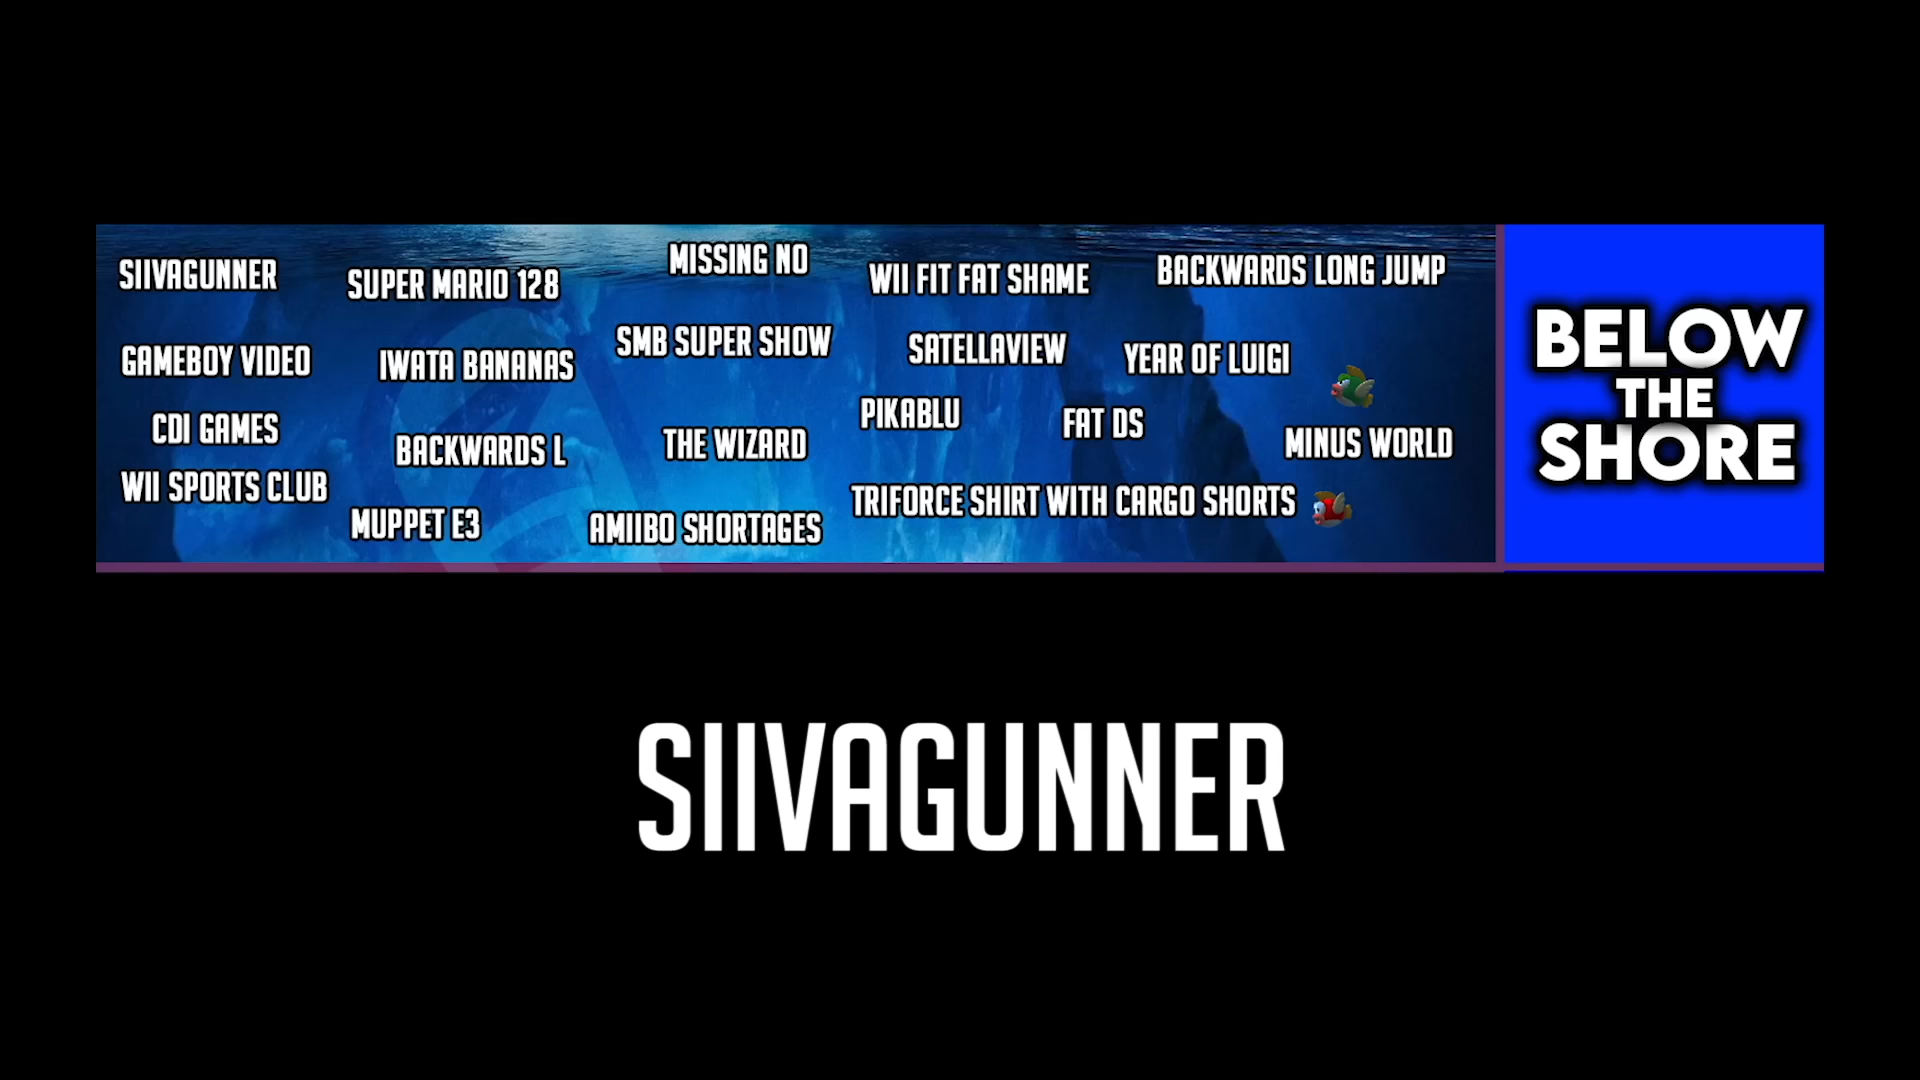 SIIVAGUNNER
SUPER MARIO 128
MISSING NO
WII FIT FAT SHAME
BACKWARDS LONG JUMP
GAMEBOY VIDEO
IWATA BANANAS
SMB SUPER SHOW
SATELLAVIEW
YEAR OF LUIGI
CDI GAMES
BACKWARDS L
THE WIZARD
PIKABLU
FAT DS
MINUS WORLD
WII SPORTS CLUB
MUPPET E3
AMIIBO SHORTAGES
TRIFORCE SHIRT WITH CARGO SHORTS
BELOW
THE
SHORE
SIIVAGUNNER